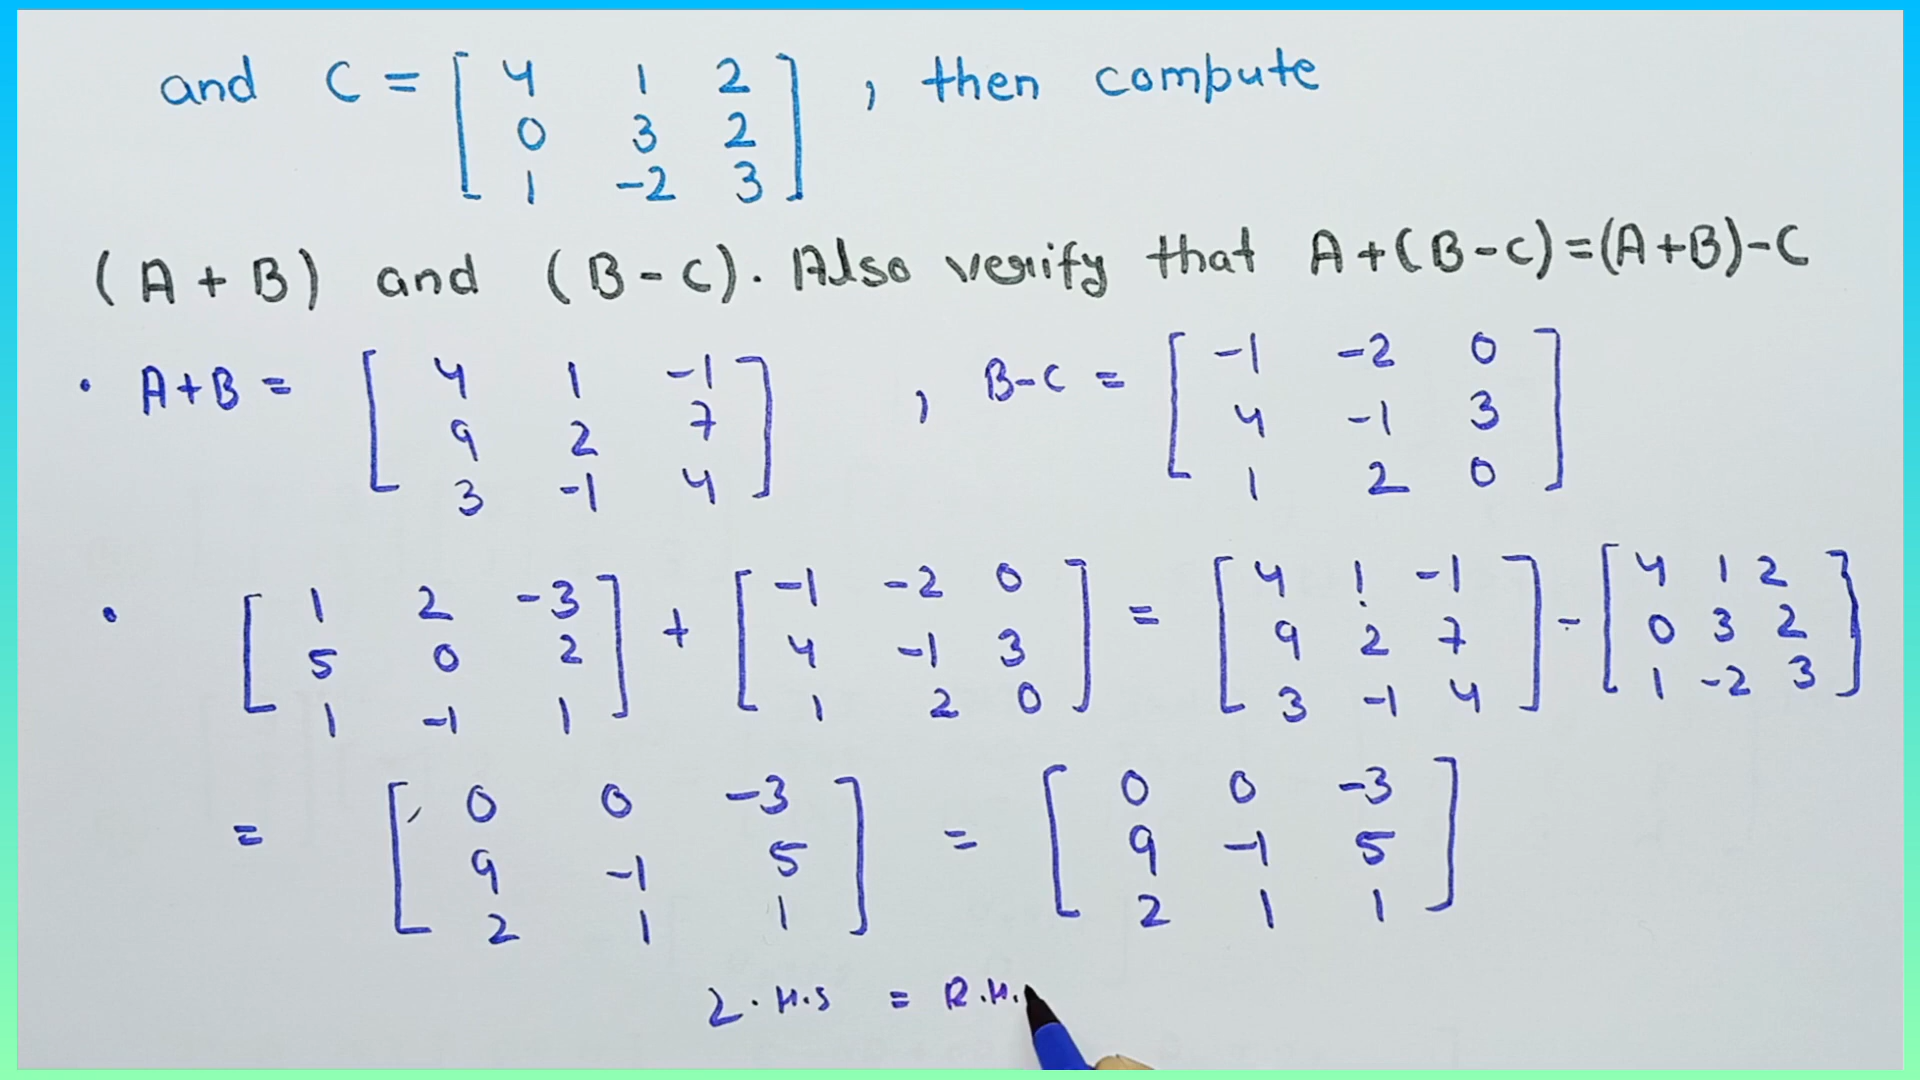 and C = [ 4 1 2
0 3 2
1 -2 3 ] , then compute
(A + B) and (B - C). Also verify that A+(B-C)=(A+B)-C
• A+B = [ 4 1 -1
9 2 7
3 -1 4 ] , B-C = [ -1 -2 0
4 -1 3
1 2 0 ]
• [ 1 2 -3
5 0 2
1 -1 1 ] + [ -1 -2 0
4 -1 3
1 2 0 ] = [ 4 1 -1
9 2 7
3 -1 4 ] - [ 4 1 2
0 3 2
1 -2 3 ]
= [ 0 0 -3
9 -1 5
2 1 1 ] = [ 0 0 -3
9 -1 5
2 1 1 ]
L.H.S = R.H.